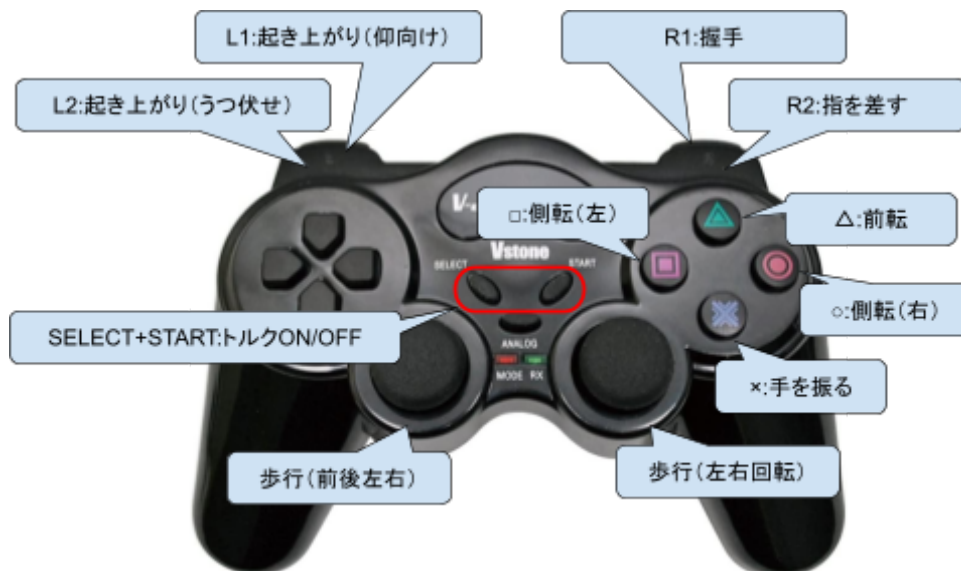 L1:起き上がり(仰向け)
R1:握手
L2:起き上がり(うつ伏せ)
R2:指を差す
V-
□:側転(左)
△:前転
Vstone
SELECT
START
○:側転(右)
SELECT+START:トルクON/OFF
ANALOG
MODE RX
×:手を振る
歩行(前後左右)
歩行(左右回転)